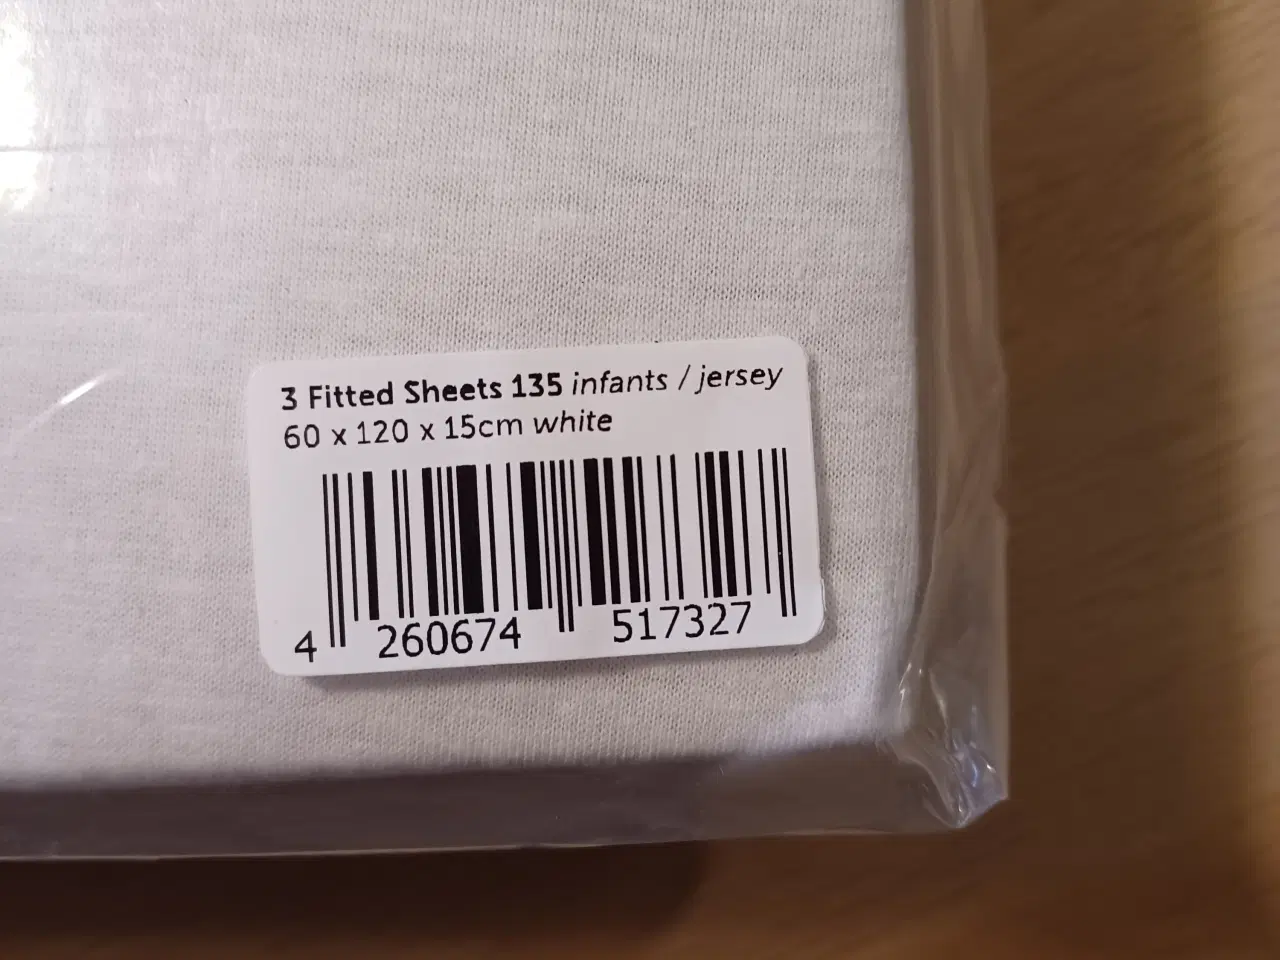 3 Fitted Sheets 135 infants / jersey
60 x 120 x 15cm white
4 260674 517327